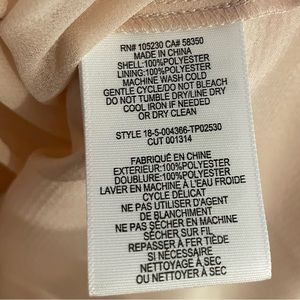 RN# 105230 CA# 58350
MADE IN CHINA
SHELL:100%POLYESTER
LINING:100%POLYESTER
MACHINE WASH COLD
GENTLE CYCLE/DO NOT BLEACH
DO NOT TUMBLE DRY/LINE DRY
COOL IRON IF NEEDED
OR DRY CLEAN
STYLE 18-5-004366-TP02530
CUT 001314
FABRIQUÉ EN CHINE
EXTERIEUR:100%POLYESTER
DOUBLURE:100%POLYESTER
LAVER EN MACHINE À L'EAU FROIDE
CYCLE DÉLICAT
NE PAS UTILISER D'AGENT
DE BLANCHIMENT
NE PAS SÉCHER EN MACHINE
SÉCHER SUR FIL
REPASSER À FER TIÈDE
SI NÉCESSAIRE
NETTOYAGE À SEC
OU NETTOYER À SEC